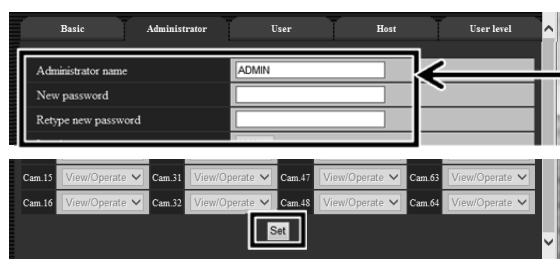 Basic Administrator User Host User level
Administrator name ADMIN
New password
Retype new password
Cam.15 View/Operate Cam.31 View/Operate Cam.47 View/Operate Cam.63 View/Operate
Cam.16 View/Operate Cam.32 View/Operate Cam.48 View/Operate Cam.64 View/Operate
Set